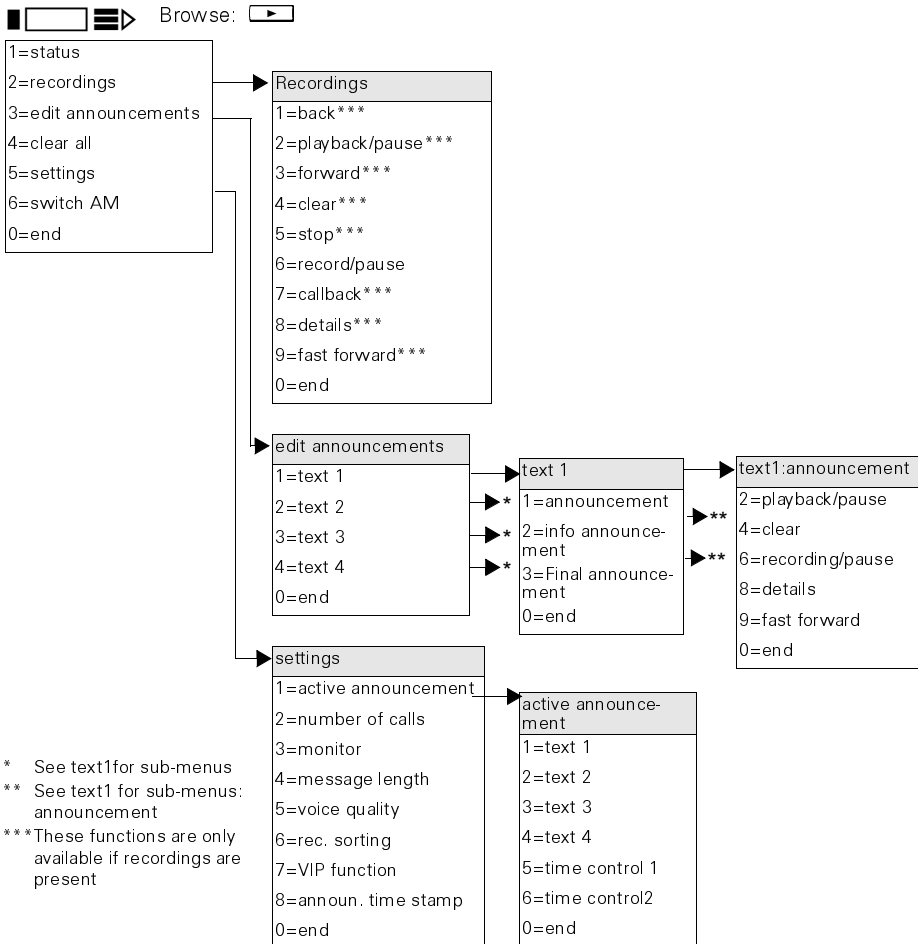 Browse:
1=status
2=recordings
3=edit announcements
4=clear all
5=settings
6=switch AM
0=end
Recordings
1=back***
2=playback/pause***
3=forward***
4=clear***
5=stop***
6=record/pause
7=callback***
8=details***
9=fast forward***
0=end
edit announcements
1=text 1
2=text 2
3=text 3
4=text 4
0=end
*
*
*
text 1
1=announcement
2=info announce-
ment
3=Final announce-
ment
0=end
**
**
text1:announcement
2=playback/pause
4=clear
6=recording/pause
8=details
9=fast forward
0=end
settings
1=active announcement
2=number of calls
3=monitor
4=message length
5=voice quality
6=rec. sorting
7=VIP function
8=announ. time stamp
0=end
active announce-
ment
1=text 1
2=text 2
3=text 3
4=text 4
5=time control 1
6=time control2
0=end
* See text1for sub-menus
** See text1 for sub-menus:
announcement
***These functions are only
available if recordings are
present